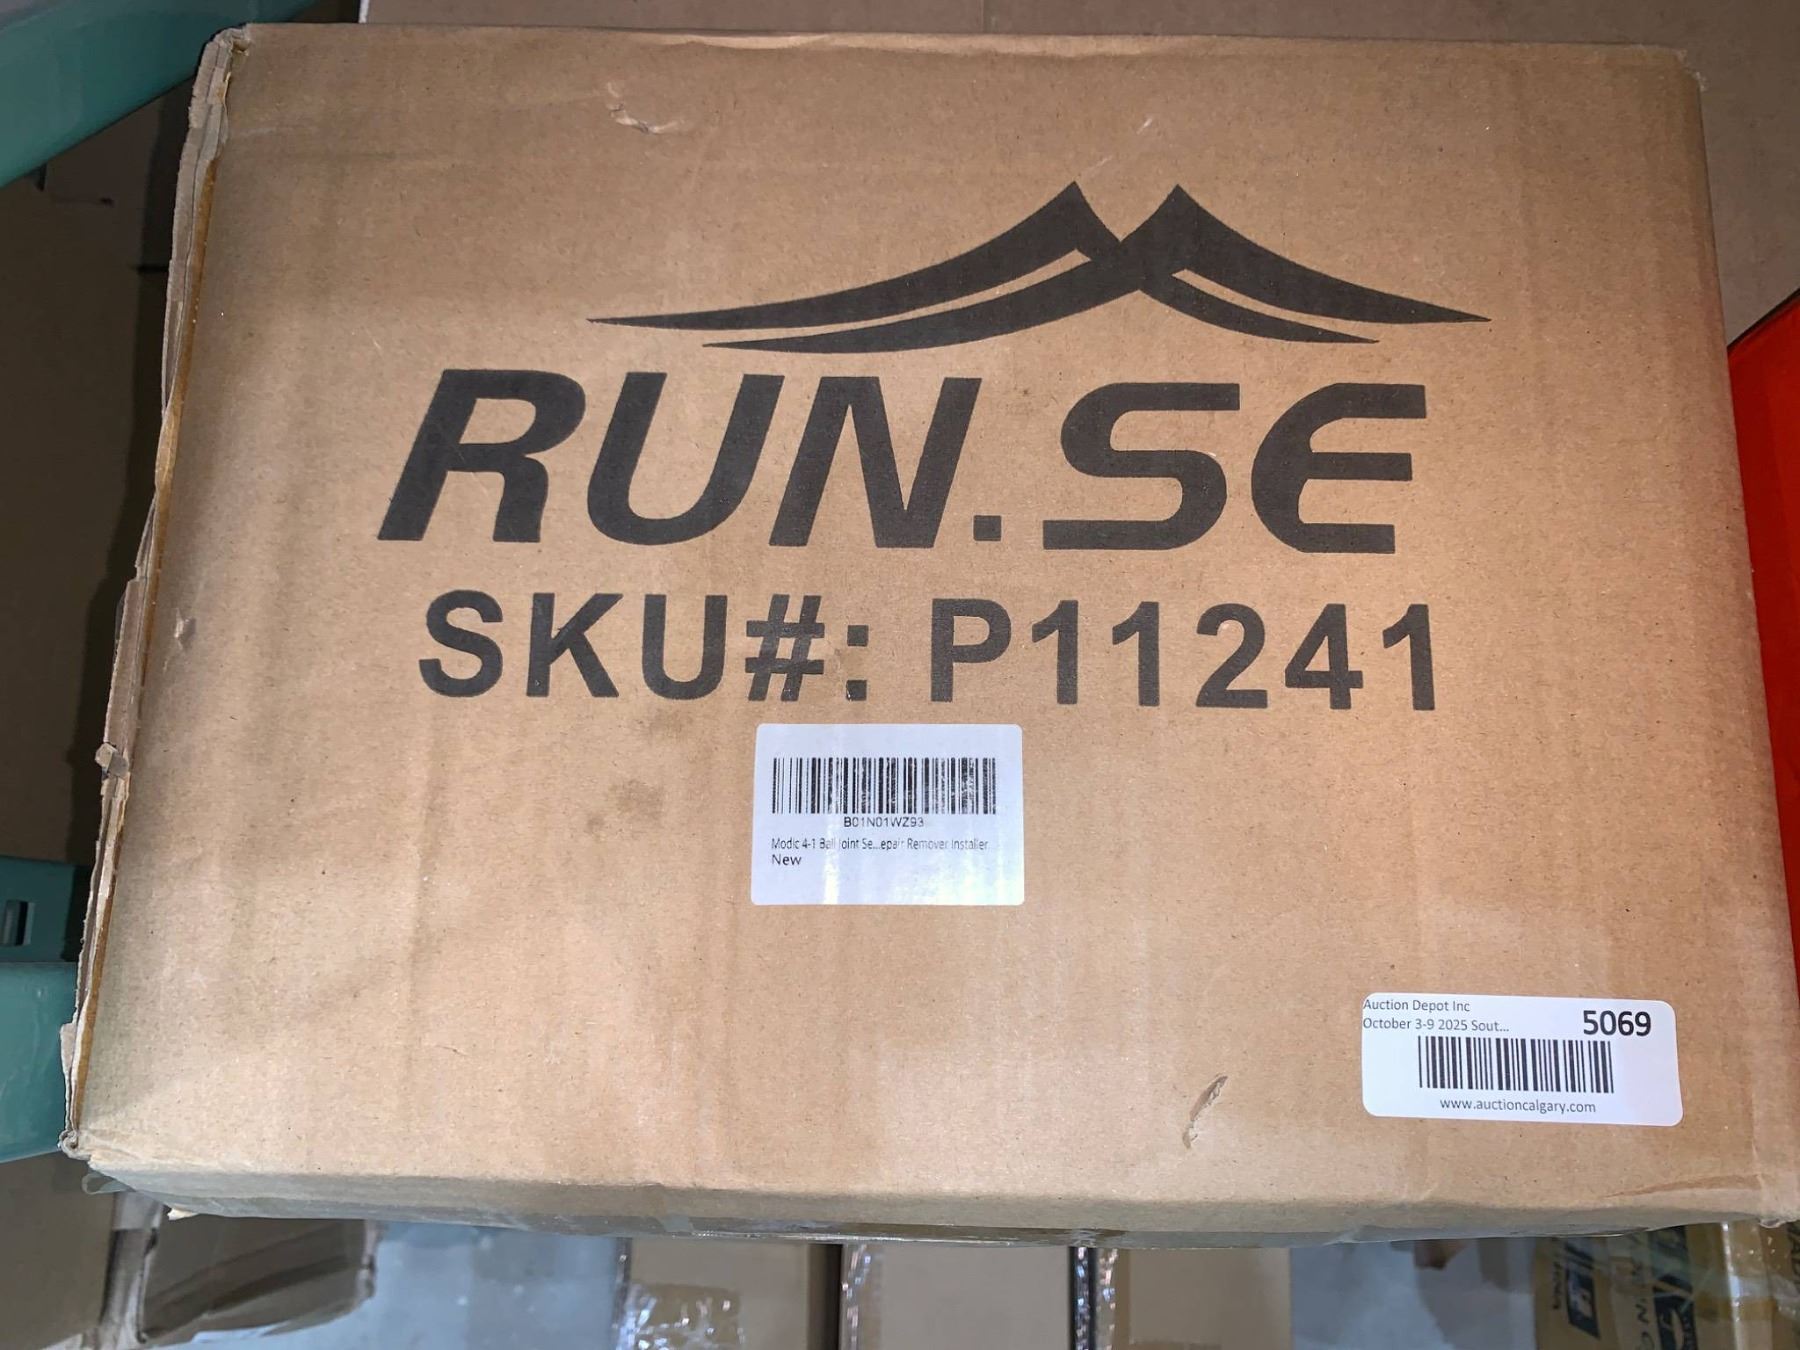 RUN.SE
SKU#: P11241
B01N01WZ93
Modic 4-1 Ball Joint Se...epair Remover Installer
New
Auction Depot Inc
October 3-9 2025 Sout...
5069
www.auctioncalgary.com